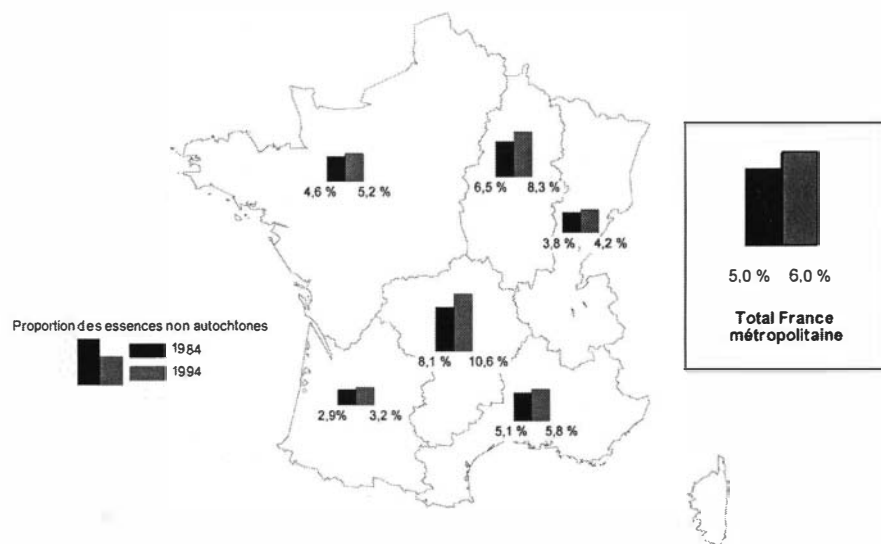 4,6 % 5,2 %
6,5 % 8,3 %
3,8 % 4,2 %
5,0 % 6,0 %
Total France
métropolitaine
Proportion des essences non autochtones
1984
1994
8,1 % 10,6 %
2,9% 3,2 %
5,1 % 5,8 %